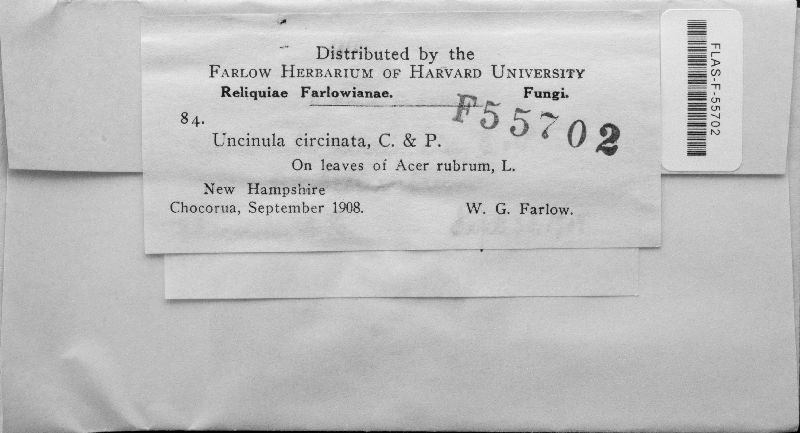 Distributed by the
FARLOW HERBARIUM OF HARVARD UNIVERSITY
Reliquiae Farlowianae. Fungi.
F55702
84.
Uncinula circinata, C. & P.
On leaves of Acer rubrum, L.
New Hampshire
Chocorua, September 1908. W. G. Farlow.
FLAS-F-55702